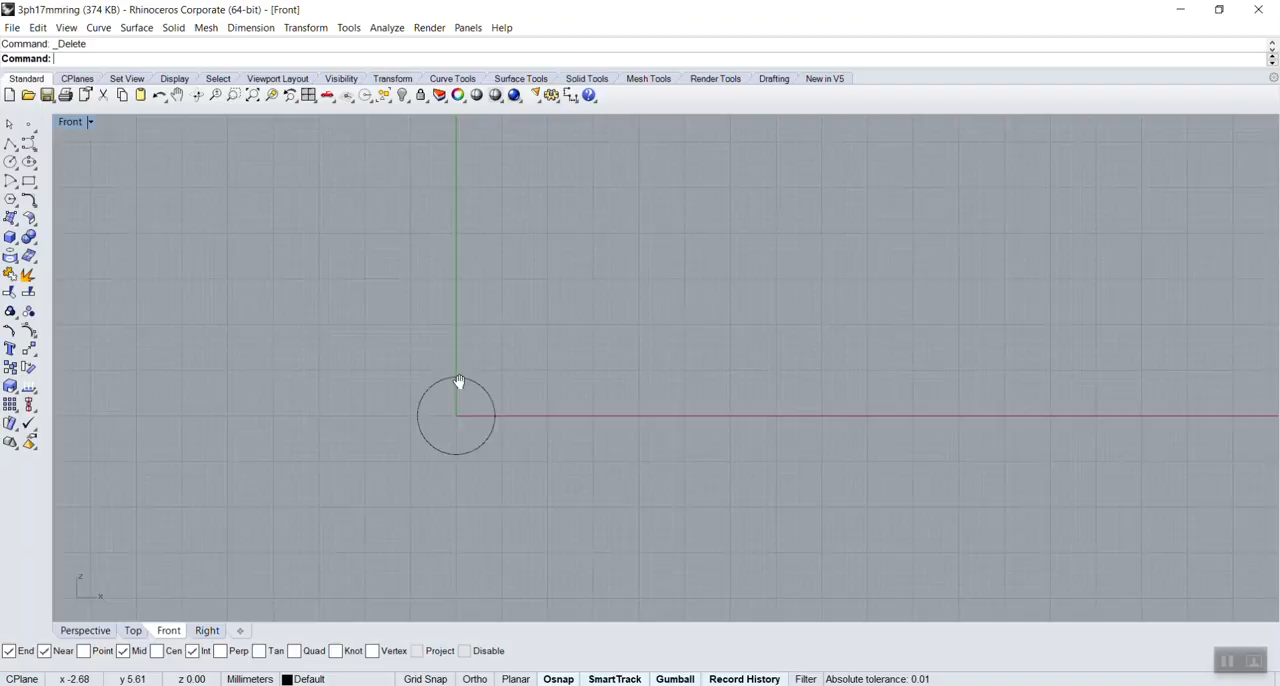 3ph17mmring (374 KB) - Rhinoceros Corporate (64-bit) - [Front]
File Edit View Curve Surface Solid Mesh Dimension Transform Tools Analyze Render Panels Help
Command: _Delete
Command:
Standard CPlanes Set View Display Select Viewport Layout Visibility Transform Curve Tools Surface Tools Solid Tools Mesh Tools Render Tools Drafting New in V5
Front
z
x
Perspective Top Front Right
End Near Point Mid Cen Int Perp Tan Quad Knot Vertex Project Disable
CPlane x -2.68 y 5.61 z 0.00 Millimeters Default Grid Snap Ortho Planar Osnap SmartTrack Gumball Record History Filter Absolute tolerance: 0.01